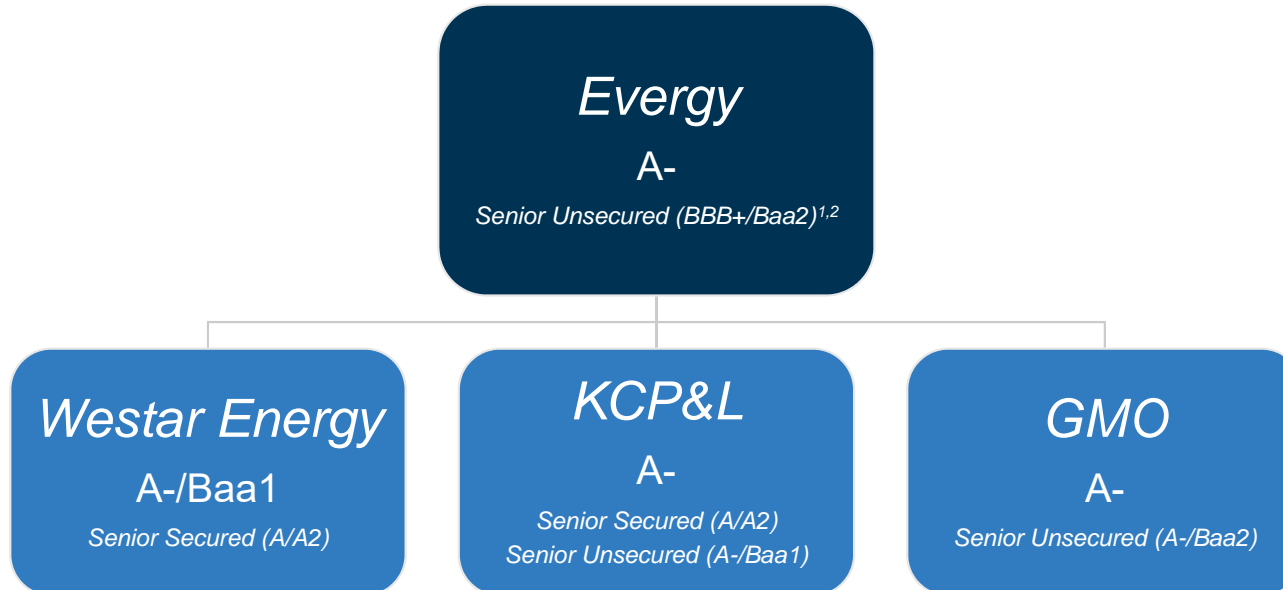 Evergy
A-
Senior Unsecured (BBB+/Baa2)1,2
Westar Energy
A-/Baa1
Senior Secured (A/A2)
KCP&L
A-
Senior Secured (A/A2)
Senior Unsecured (A-/Baa1)
GMO
A-
Senior Unsecured (A-/Baa2)